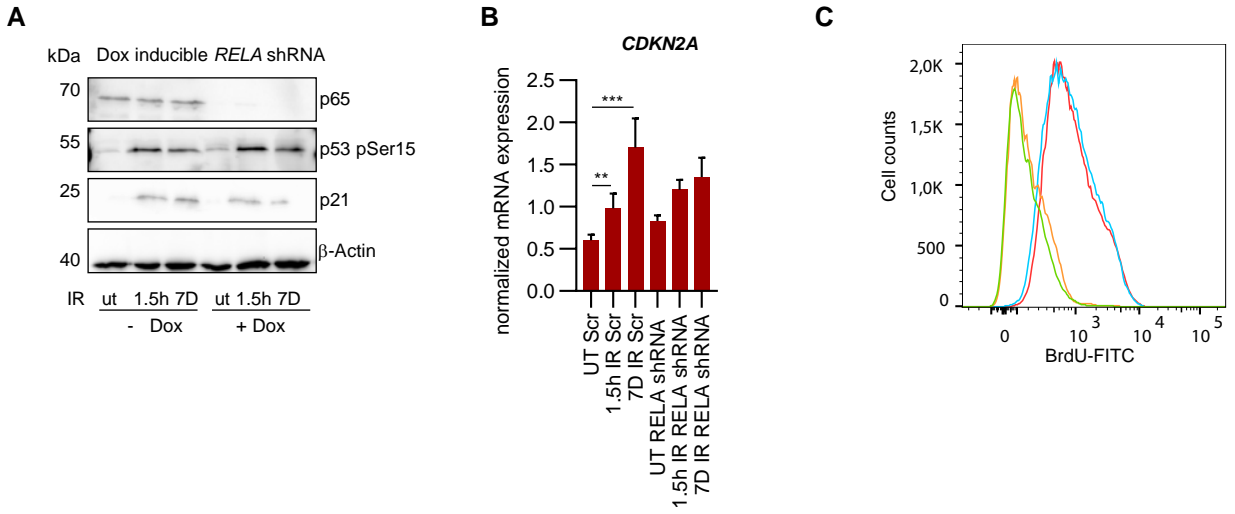 A
kDa
Dox inducible RELA shRNA
70
p65
55
p53 pSer15
25
p21
40
β-Actin
IR ut 1.5h 7D ut 1.5h 7D
- Dox + Dox
B
CDKN2A
normalized mRNA expression
2.5
2.0
1.5
1.0
0.5
0.0
***
**
UT Scr
1.5h IR Scr
7D IR Scr
UT RELA shRNA
1.5h IR RELA shRNA
7D IR RELA shRNA
C
Cell counts
2,0K
1,5K
1,0K
500
0
0 10 3 10 4 10 5
BrdU-FITC